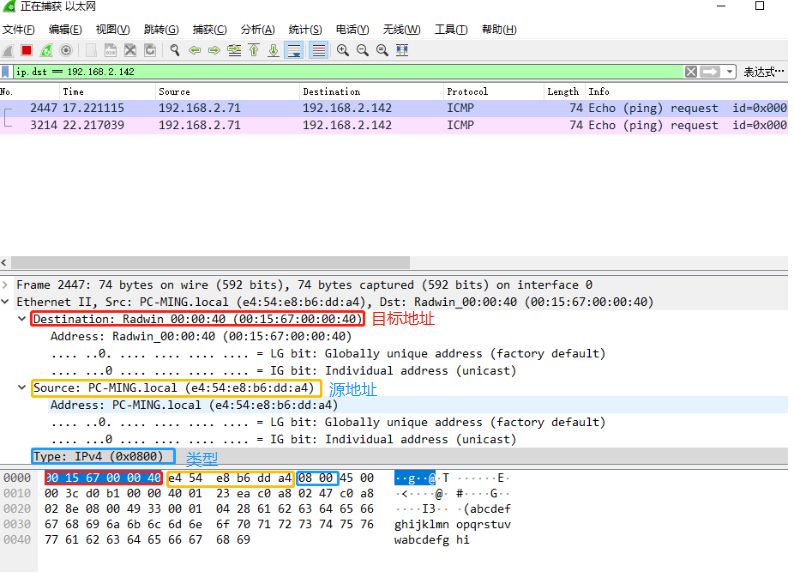 正在捕获 以太网
文件(F) 编辑(E) 视图(V) 跳转(G) 捕获(C) 分析(A) 统计(S) 电话(Y) 无线(W) 工具(T) 帮助(H)
ip.dst == 192.168.2.142 表达式…
No. Time Source Destination Protocol Length Info
2447 17.221115 192.168.2.71 192.168.2.142 ICMP 74 Echo (ping) request id=0x000
3214 22.217039 192.168.2.71 192.168.2.142 ICMP 74 Echo (ping) request id=0x000
Frame 2447: 74 bytes on wire (592 bits), 74 bytes captured (592 bits) on interface 0
Ethernet II, Src: PC-MING.local (e4:54:e8:b6:dd:a4), Dst: Radwin_00:00:40 (00:15:67:00:00:40)
Destination: Radwin_00:00:40 (00:15:67:00:00:40) 目标地址
Address: Radwin_00:00:40 (00:15:67:00:00:40)
.... ..0. .... .... .... .... = LG bit: Globally unique address (factory default)
.... ...0 .... .... .... .... = IG bit: Individual address (unicast)
Source: PC-MING.local (e4:54:e8:b6:dd:a4) 源地址
Address: PC-MING.local (e4:54:e8:b6:dd:a4)
.... ..0. .... .... .... .... = LG bit: Globally unique address (factory default)
.... ...0 .... .... .... .... = IG bit: Individual address (unicast)
Type: IPv4 (0x0800) 类型
0000 00 15 67 00 00 40 e4 54 e8 b6 dd a4 08 00 45 00 ··g··@·T ······E·
0010 00 3c d0 b1 00 00 40 01 23 ea c0 a8 02 47 c0 a8 ·<····@· #····G··
0020 02 8e 08 00 49 33 00 01 04 28 61 62 63 64 65 66 ····I3·· ·(abcdef
0030 67 68 69 6a 6b 6c 6d 6e 6f 70 71 72 73 74 75 76 ghijklmn opqrstuv
0040 77 61 62 63 64 65 66 67 68 69 wabcdefg hi